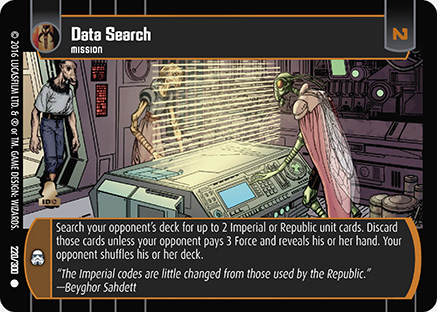 Data Search
MISSION
N
© 2016 LUCASFILM LTD. & ® or TM. GAME DESIGN: WIZARDS.
220/300
IDC
Search your opponent's deck for up to 2 Imperial or Republic unit cards. Discard
those cards unless your opponent pays 3 Force and reveals his or her hand. Your
opponent shuffles his or her deck.
"The Imperial codes are little changed from those used by the Republic."
—Beyghor Sahdett